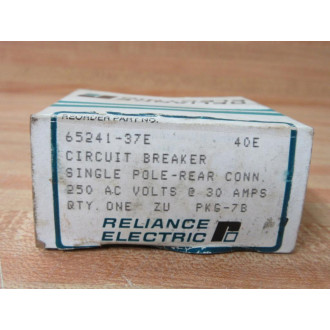 REORDER PART NO.
65241-37E 40E
CIRCUIT BREAKER
SINGLE POLE-REAR CONN.
250 AC VOLTS @ 30 AMPS
QTY. ONE ZU PKG-7B
RELIANCE
ELECTRIC